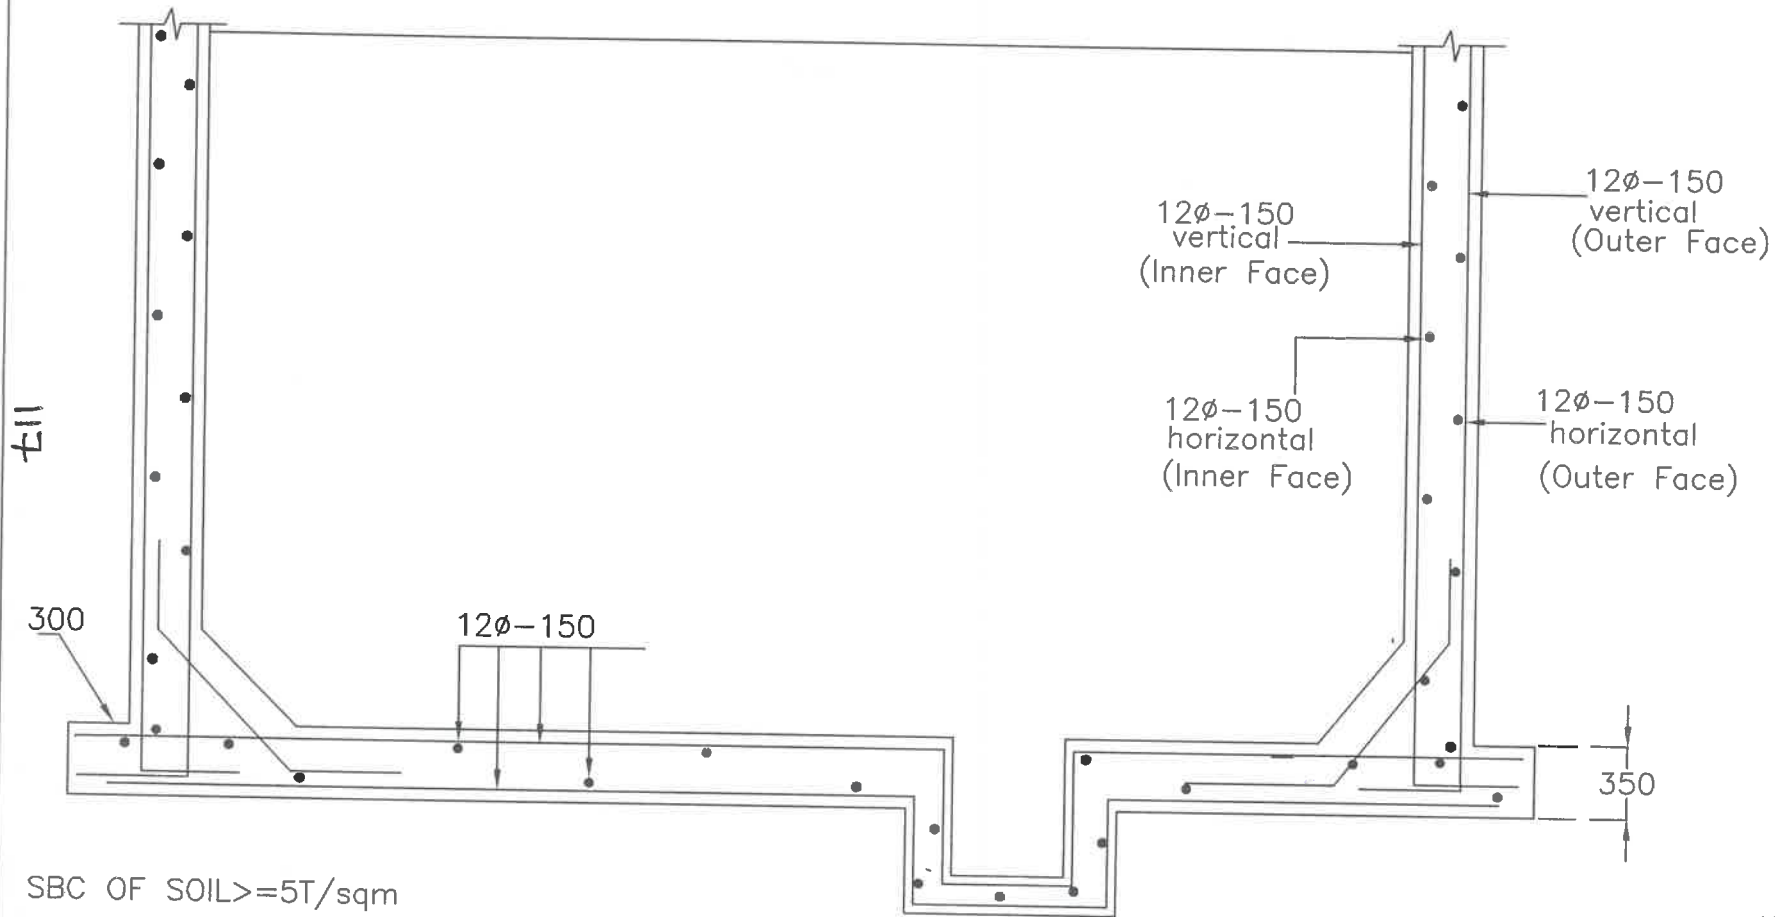 12ø-150
vertical
(Inner Face)
12ø-150
vertical
(Outer Face)
12ø-150
horizontal
(Inner Face)
12ø-150
horizontal
(Outer Face)
117
300
12ø-150
350
SBC OF SOIL>=5T/sqm